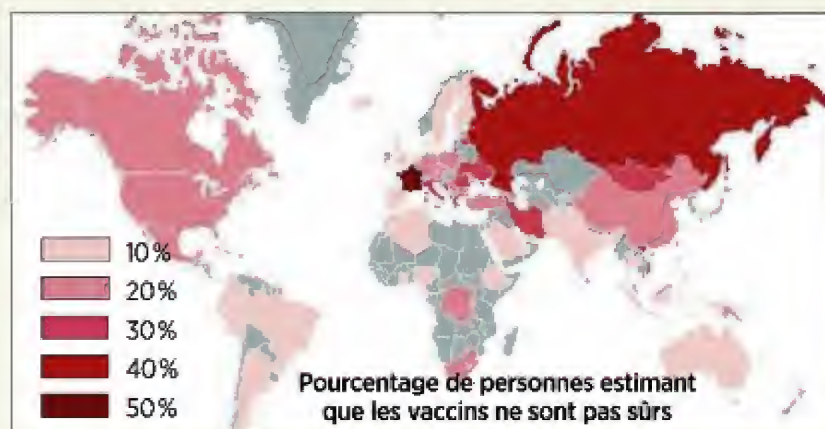 10%
20%
30%
40%
50%
Pourcentage de personnes estimant
que les vaccins ne sont pas sûrs